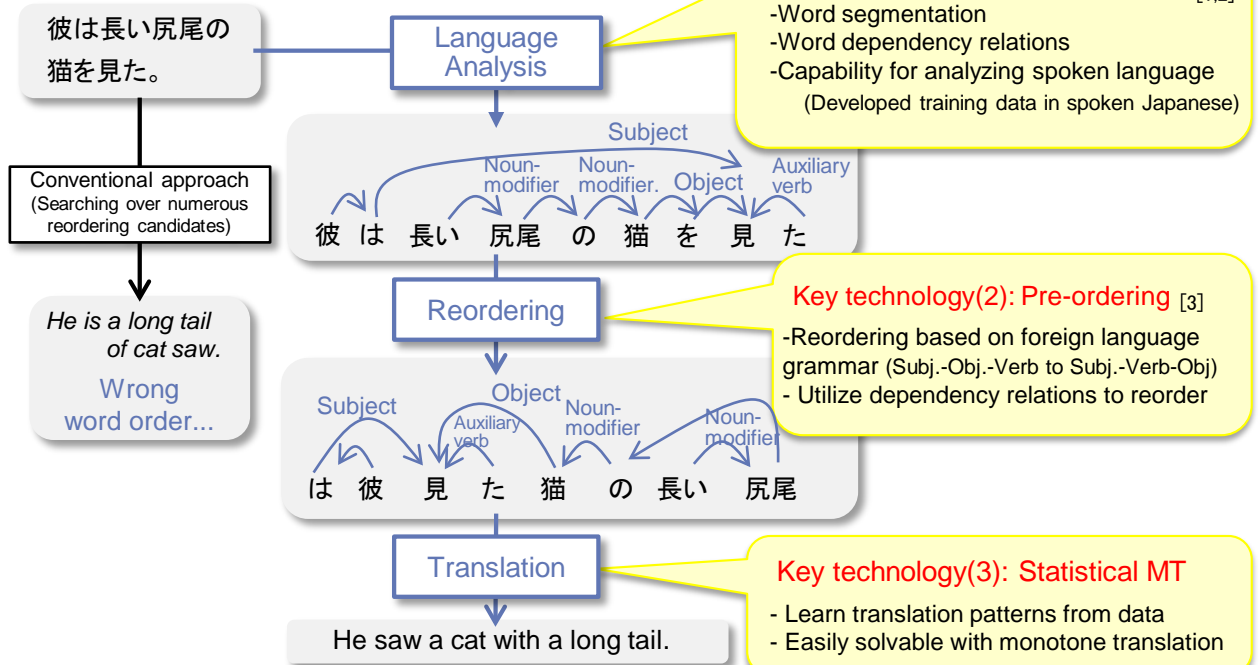 彼は長い尻尾の
猫を見た。
Language
Analysis
-Word segmentation
-Word dependency relations
-Capability for analyzing spoken language
(Developed training data in spoken Japanese)
Conventional approach
(Searching over numerous
reordering candidates)
He is a long tail
of cat saw.
Wrong
word order...
Subject
Noun-
modifier
Noun-
modifier.
Object
Auxiliary
verb
彼 は 長い 尻尾 の 猫 を 見 た
Reordering
Key technology(2): Pre-ordering [3]
-Reordering based on foreign language
grammar (Subj.-Obj.-Verb to Subj.-Verb-Obj)
- Utilize dependency relations to reorder
Subject
Object
Auxiliary
verb
Noun-
modifier
Noun-
modifier
は 彼 見 た 猫 の 長い 尻尾
Translation
Key technology(3): Statistical MT
- Learn translation patterns from data
- Easily solvable with monotone translation
He saw a cat with a long tail.